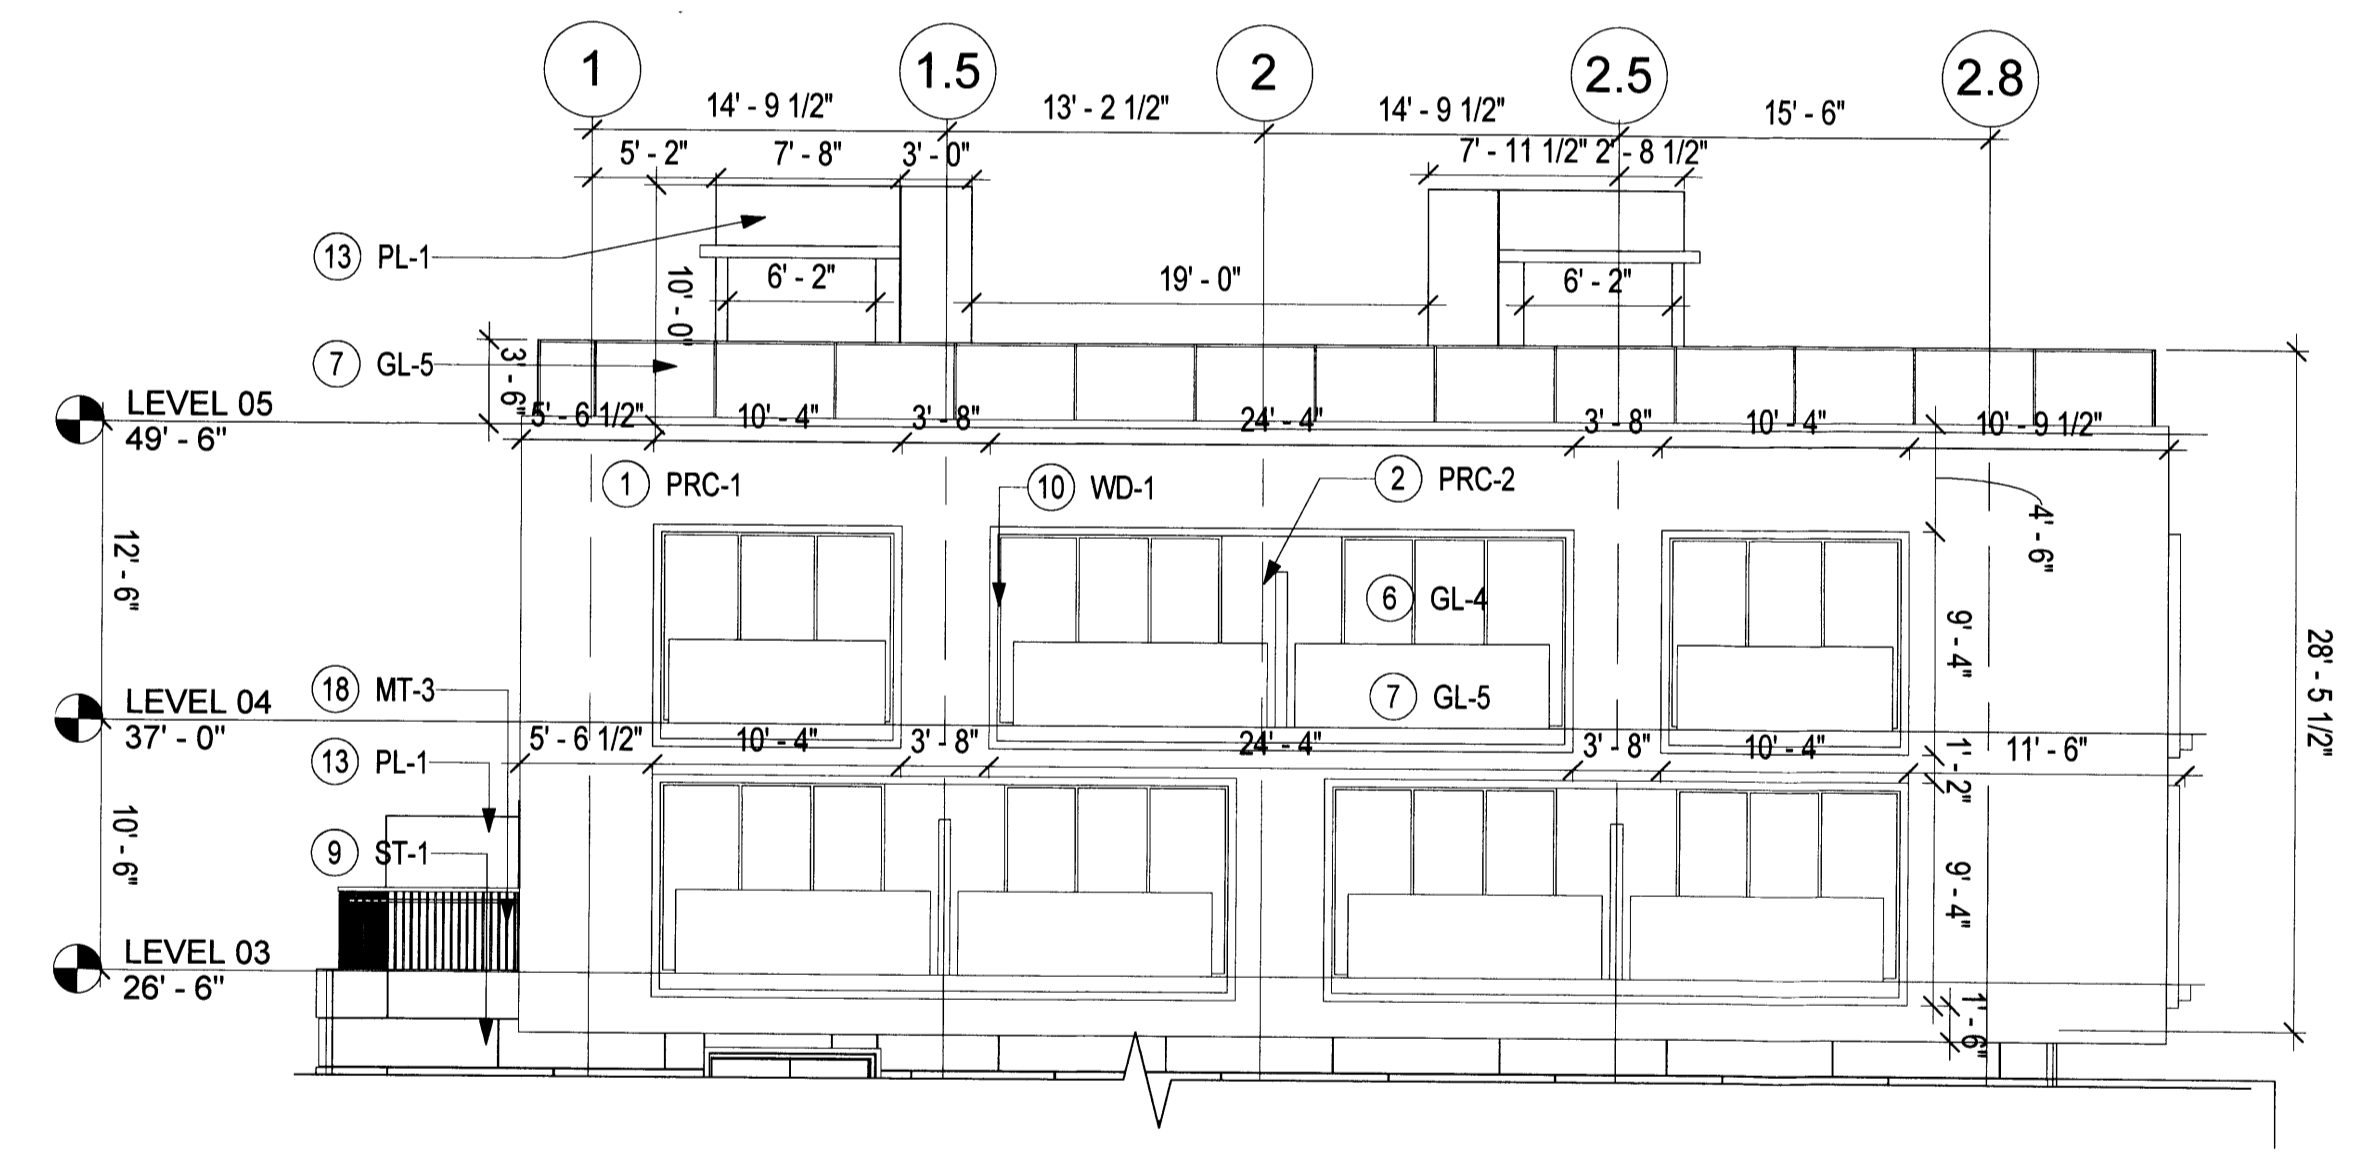 1 1.5 2 2.5 2.8
14' - 9 1/2" 13' - 2 1/2" 14' - 9 1/2" 15' - 6"
5' - 2" 7' - 8" 3' - 0" 7' - 11 1/2" 2' - 8 1/2"
13 PL-1
6' - 2" 19' - 0" 6' - 2"
10' - 0"
7 GL-5
3' - 6"
LEVEL 05
49' - 6"
5' - 6 1/2" 10' - 4" 3' - 8" 24' - 4" 3' - 8" 10' - 4" 10' - 9 1/2"
1 PRC-1
10 WD-1
2 PRC-2
4' - 6"
12' - 6"
6 GL-4
9' - 4"
28' - 5 1/2"
18 MT-3
7 GL-5
LEVEL 04
37' - 0"
5' - 6 1/2" 10' - 4" 3' - 8" 24' - 4" 3' - 8" 10' - 4" 11' - 6"
1' - 2"
13 PL-1
10' - 6"
9 ST-1
9' - 4"
LEVEL 03
26' - 6"
1' - 6"